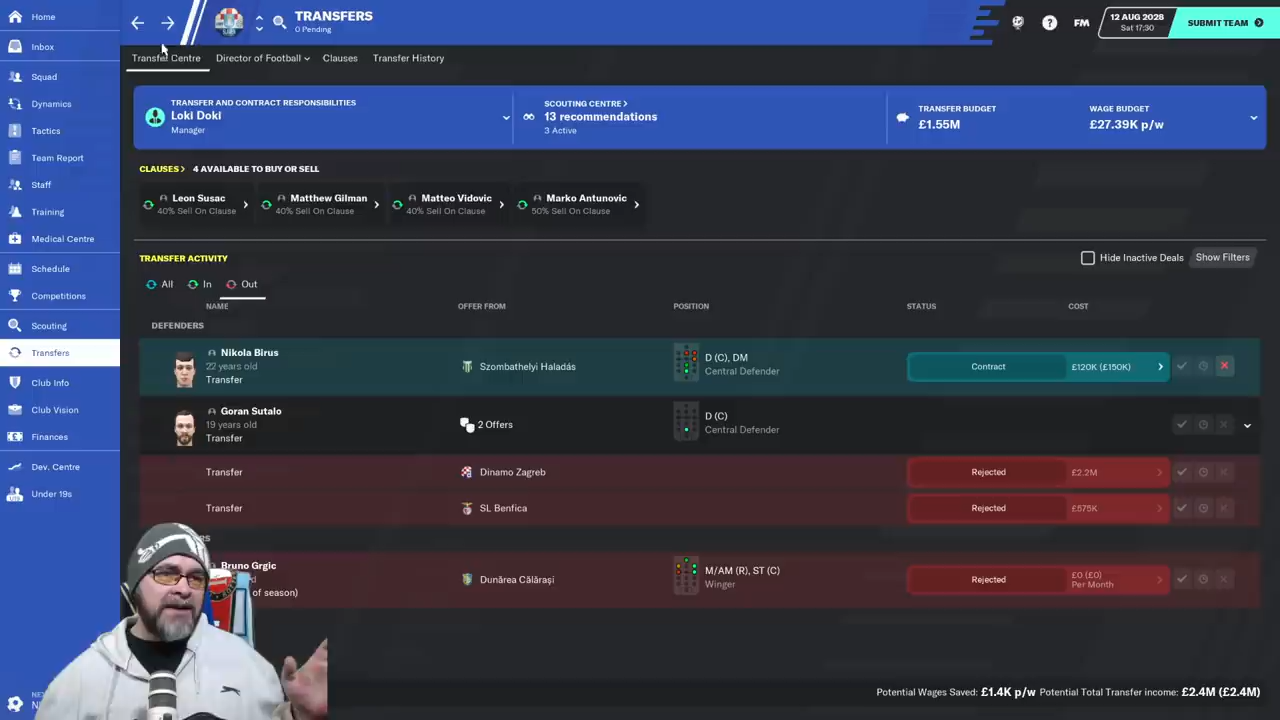 Home
Inbox
Squad
Dynamics
Tactics
Team Report
Staff
Training
Medical Centre
Schedule
Competitions
Scouting
Transfers
Club Info
Club Vision
Finances
Dev. Centre
Under 19s
TRANSFERS
0 Pending
FM
12 AUG 2028
Sat 17:30
SUBMIT TEAM
Transfer Centre
Director of Football
Clauses
Transfer History
TRANSFER AND CONTRACT RESPONSIBILITIES
Loki Doki
Manager
SCOUTING CENTRE >
13 recommendations
3 Active
TRANSFER BUDGET
£1.55M
WAGE BUDGET
£27.39K p/w
CLAUSES > 4 AVAILABLE TO BUY OR SELL
Leon Susac
40% Sell On Clause
Matthew Gilman
40% Sell On Clause
Matteo Vidovic
40% Sell On Clause
Marko Antunovic
50% Sell On Clause
TRANSFER ACTIVITY
Hide Inactive Deals
Show Filters
All
In
Out
NAME OFFER FROM POSITION STATUS COST
DEFENDERS
Nikola Birus
22 years old
Transfer
Szombathelyi Haladás
D (C), DM
Central Defender
Contract
£120K (£150K)
Goran Sutalo
19 years old
Transfer
2 Offers
D (C)
Central Defender
Transfer Dinamo Zagreb Rejected £2.2M
Transfer SL Benfica Rejected £575K
Bruno Grgic
of season)
Dunărea Călărași
M/AM (R), ST (C)
Winger
Rejected
£0 (£0)
Per Month
Potential Wages Saved: £1.4K p/w Potential Total Transfer income: £2.4M (£2.4M)